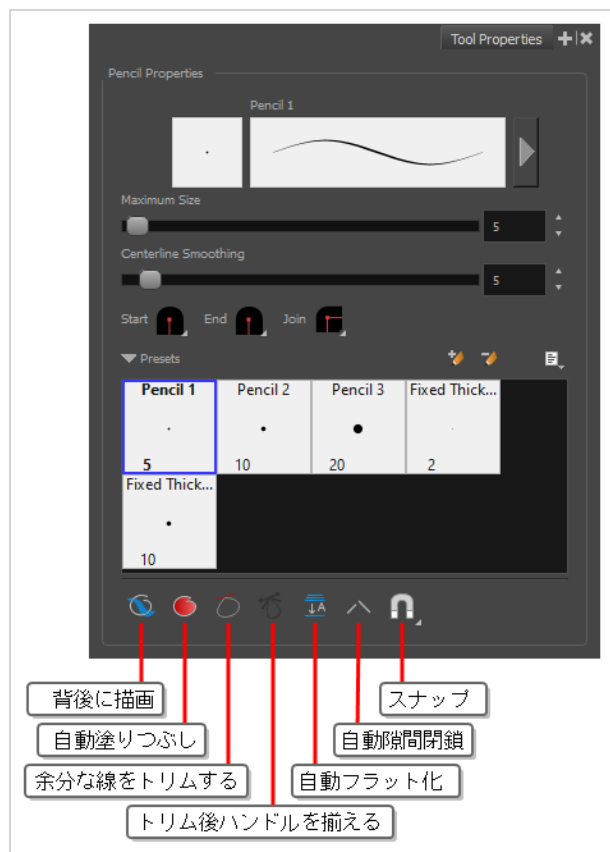 Tool Properties
Pencil Properties
Pencil 1
Maximum Size
5
Centerline Smoothing
5
Start End Join
Presets
Pencil 1 Pencil 2 Pencil 3 Fixed Thick...
5 10 20 2
Fixed Thick...
10
背後に描画
スナップ
自動塗りつぶし
自動隙間閉鎖
余分な線をトリムする
自動フラット化
トリム後ハンドルを揃える